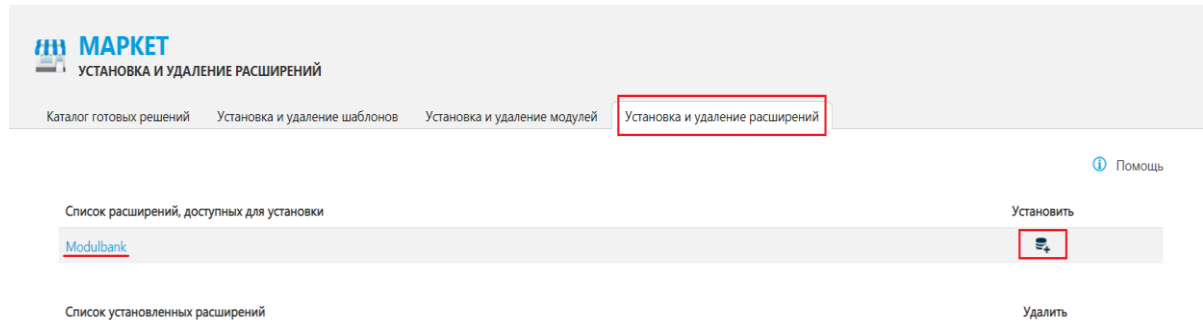 МАРКЕТ
УСТАНОВКА И УДАЛЕНИЕ РАСШИРЕНИЙ
Каталог готовых решений Установка и удаление шаблонов Установка и удаление модулей Установка и удаление расширений
Помощь
Список расширений, доступных для установки Установить
Modulbank
Список установленных расширений Удалить